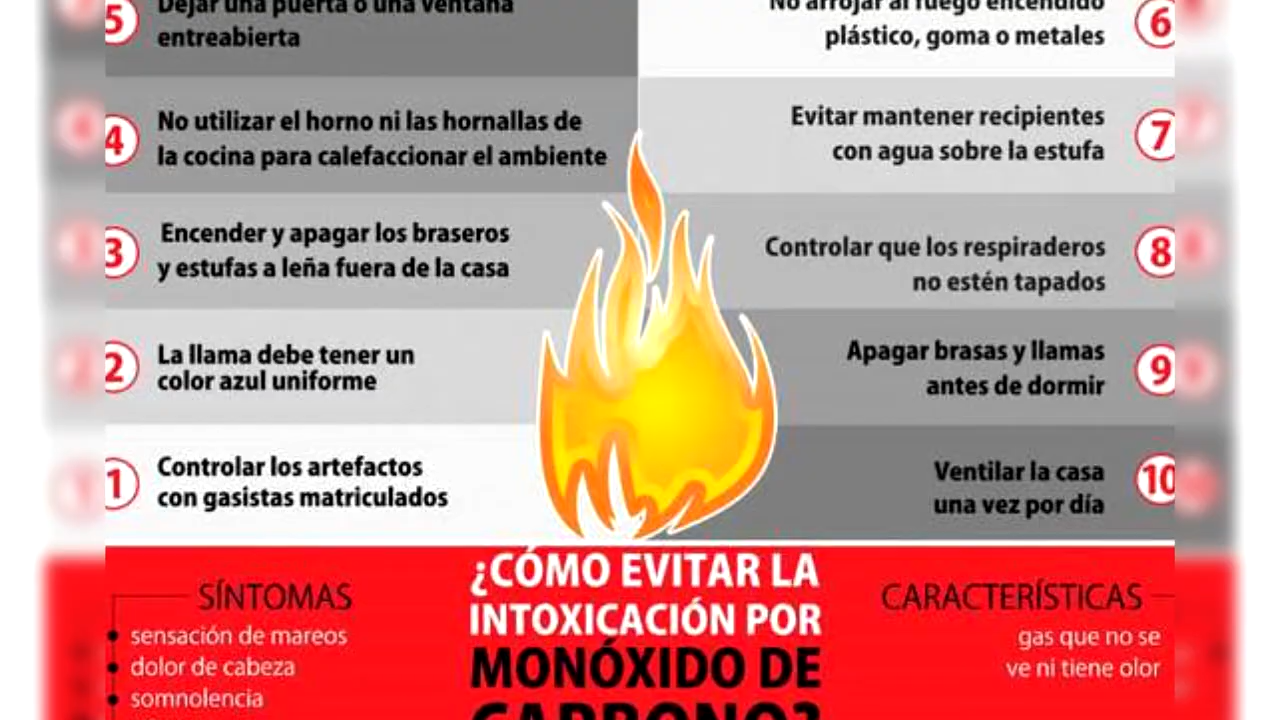 5
Dejar una puerta o una ventana
entreabierta
4
No utilizar el horno ni las hornallas de
la cocina para calefaccionar el ambiente
3
Encender y apagar los braseros
y estufas a leña fuera de la casa
2
La llama debe tener un
color azul uniforme
1
Controlar los artefactos
con gasistas matriculados
No arrojar al fuego encendido
plástico, goma o metales
6
Evitar mantener recipientes
con agua sobre la estufa
7
Controlar que los respiraderos
no estén tapados
8
Apagar brasas y llamas
antes de dormir
9
Ventilar la casa
una vez por día
10
¿CÓMO EVITAR LA
INTOXICACIÓN POR
MONÓXIDO DE
CARBONO?
SÍNTOMAS
sensación de mareos
dolor de cabeza
somnolencia
CARACTERÍSTICAS
gas que no se
ve ni tiene olor